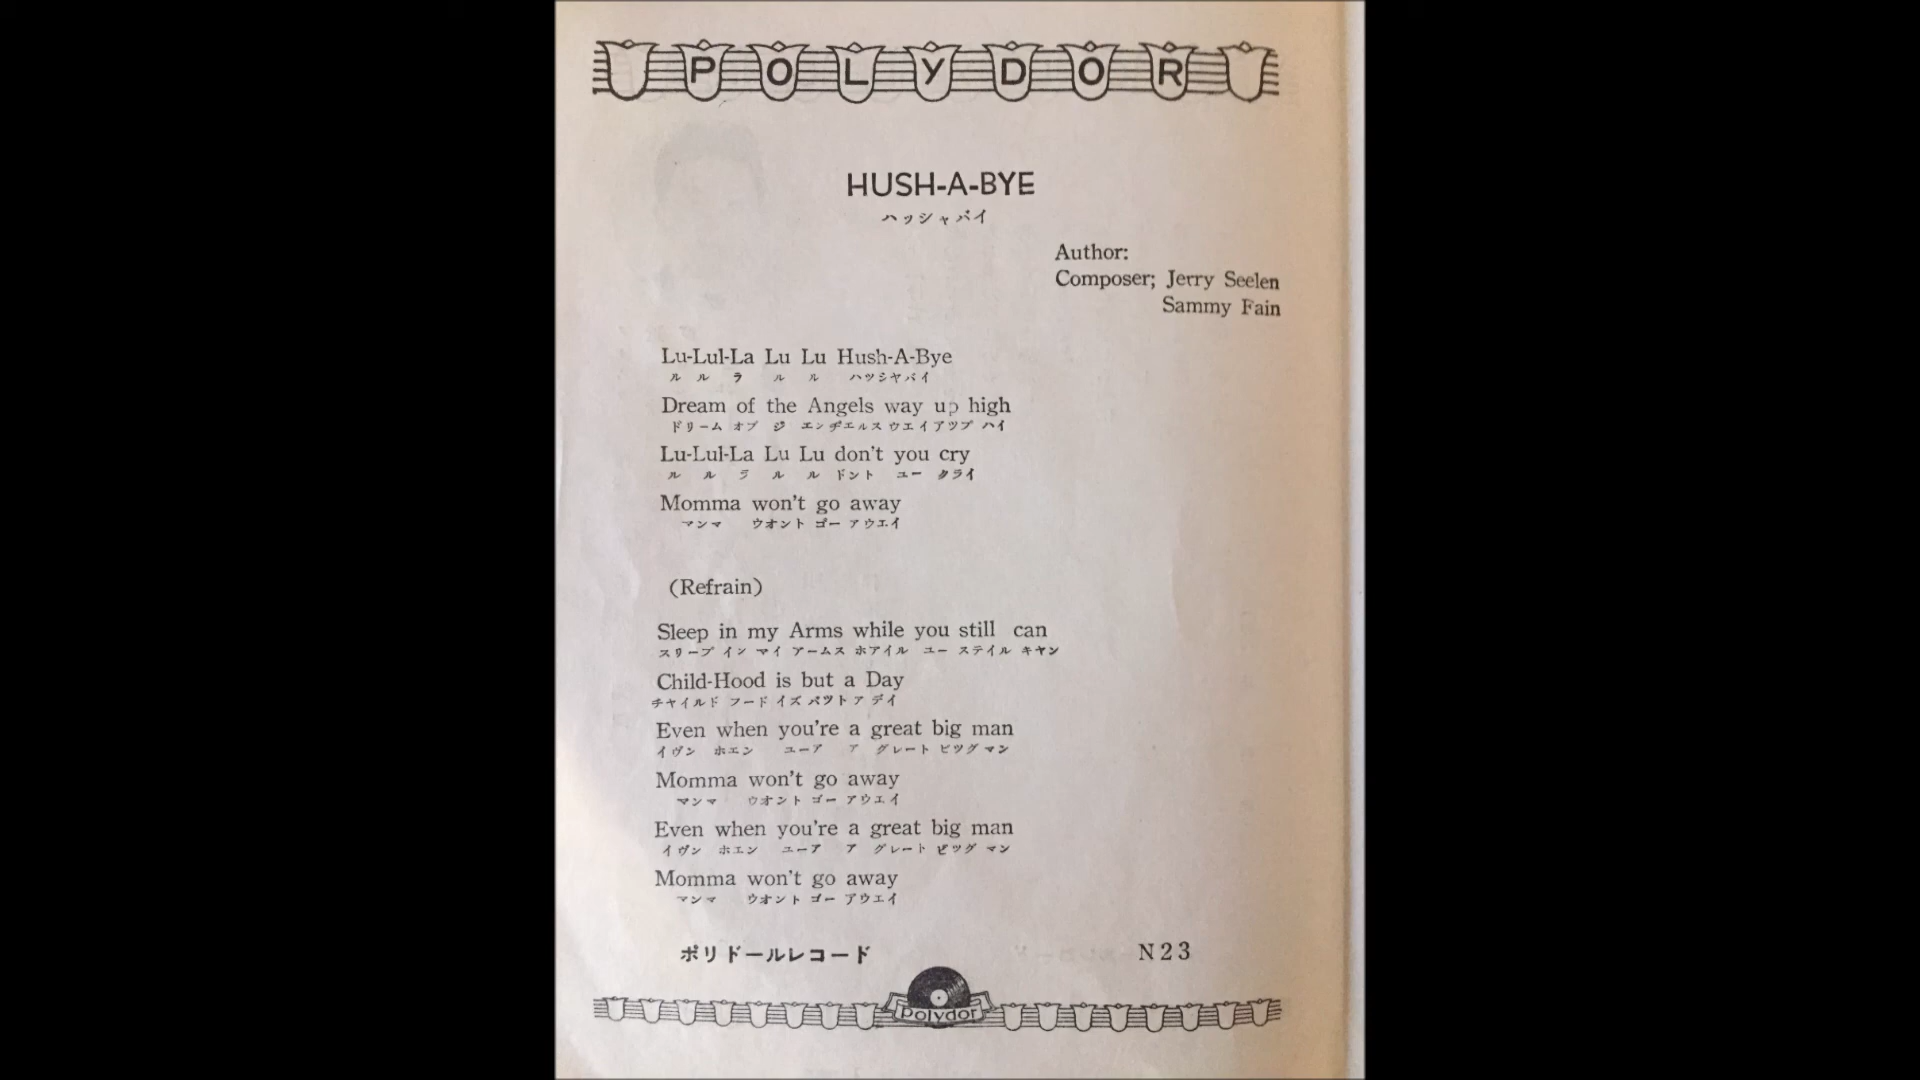 POLYDOR
HUSH-A-BYE
ハッシャバイ
Author:
Composer; Jerry Seelen
Sammy Fain
Lu-Lul-La Lu Lu Hush-A-Bye
ル ル ラ ル ル ハツシヤバイ
Dream of the Angels way up high
ドリーム オブ ジ エンヂエルス ウエイアツプ ハイ
Lu-Lul-La Lu Lu don't you cry
ル ル ラ ル ル ドント ユー クライ
Momma won't go away
マンマ ウオント ゴー アウエイ
(Refrain)
Sleep in my Arms while you still can
スリープ イン マイ アームス ホアイル ユー ステイル キヤン
Child-Hood is but a Day
チヤイルド フード イズ バツト ア デイ
Even when you're a great big man
イヴン ホエン ユーア ア グレート ビツグ マン
Momma won't go away
マンマ ウオント ゴー アウエイ
Even when you're a great big man
イヴン ホエン ユーア ア グレート ビツグ マン
Momma won't go away
マンマ ウオント ゴー アウエイ
ポリドールレコード N23
Polydor